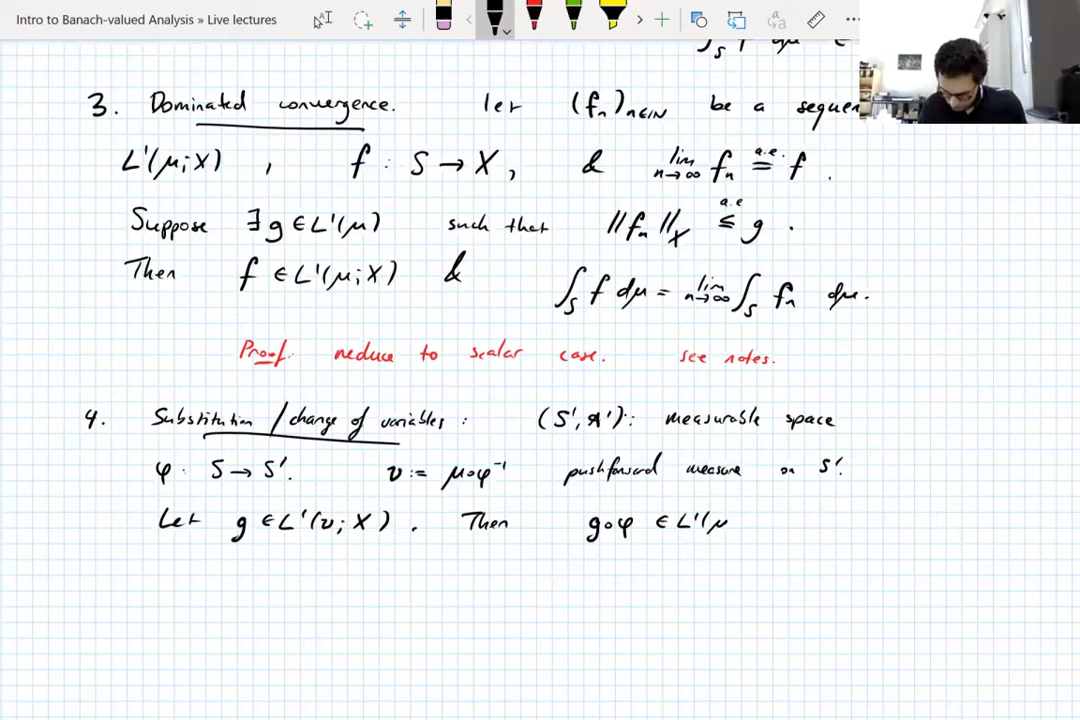 Intro to Banach-valued Analysis » Live lectures
3. Dominated convergence. let (fₙ)ₙ∈ℕ be a sequen
L¹(μ;X) , f : S → X, & lim n→∞ fₙ a.e. = f .
Suppose ∃ g ∈ L¹(μ) such that ‖fₙ‖_X a.e ≤ g .
Then f ∈ L¹(μ;X) & ∫_S f dμ = lim n→∞ ∫_S fₙ dμ.
Proof. reduce to scalar case. see notes.
4. Substitution / change of variables : (S', 𝒜') : measurable space
φ : S → S'. ν := μ∘φ⁻¹ pushforward measure on S'.
Let g ∈ L¹(ν; X) . Then g∘φ ∈ L¹(μ